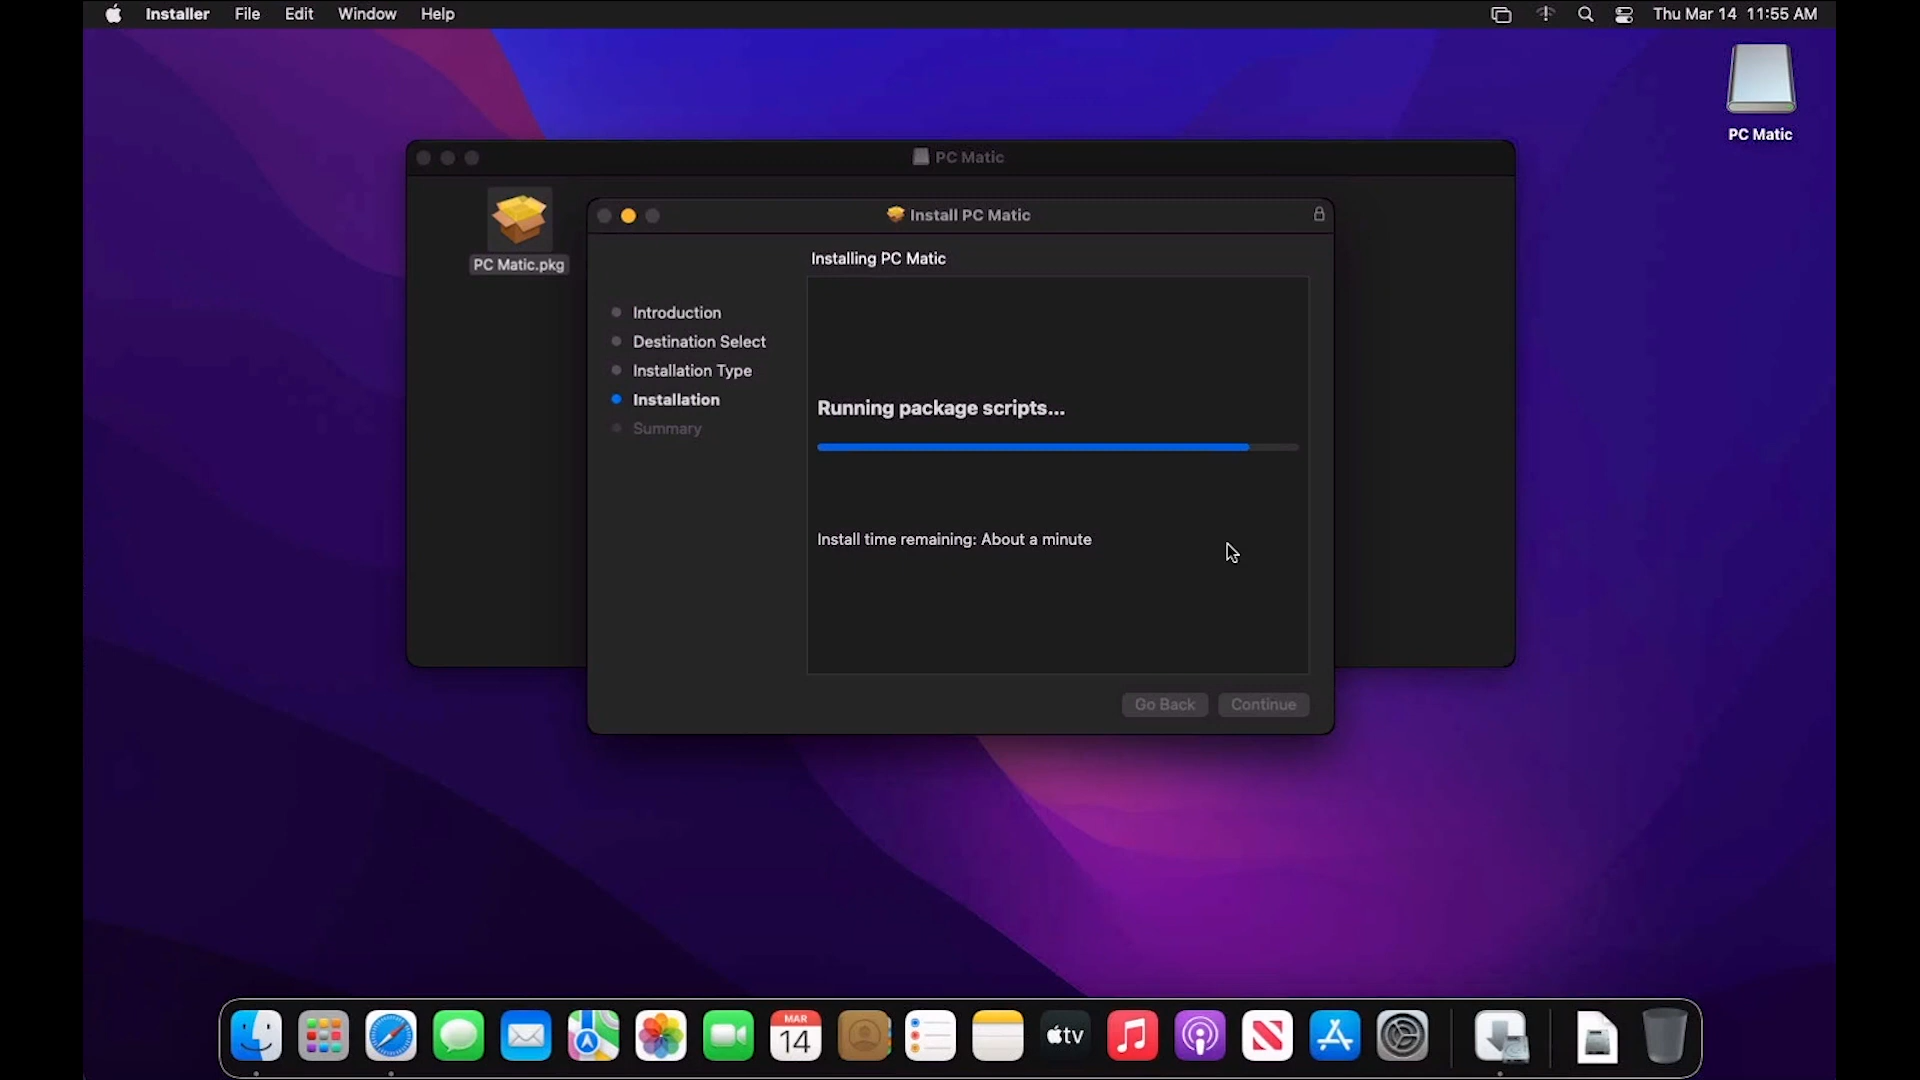 Installer File Edit Window Help Thu Mar 14 11:55 AM
PC Matic
PC Matic
PC Matic.pkg
Install PC Matic
Installing PC Matic
Introduction
Destination Select
Installation Type
Installation
Summary
Running package scripts...
Install time remaining: About a minute
Go Back Continue
MAR
14
tv